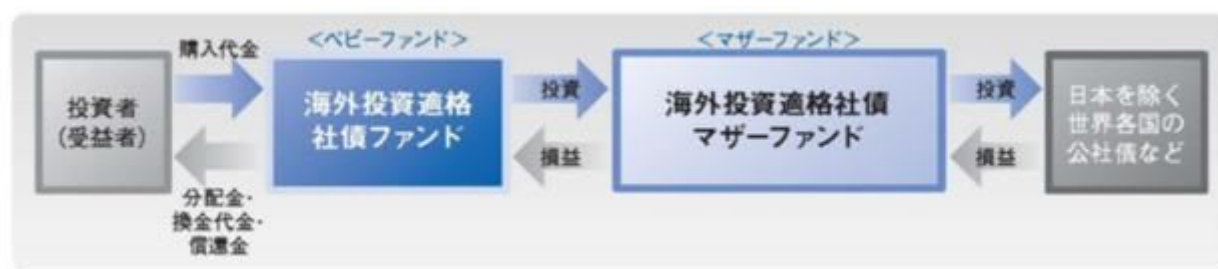 購入代金
＜ベビーファンド＞
＜マザーファンド＞
投資者
(受益者)
海外投資適格
社債ファンド
投資
損益
海外投資適格社債
マザーファンド
投資
損益
日本を除く
世界各国の
公社債など
分配金・
換金代金・
償還金